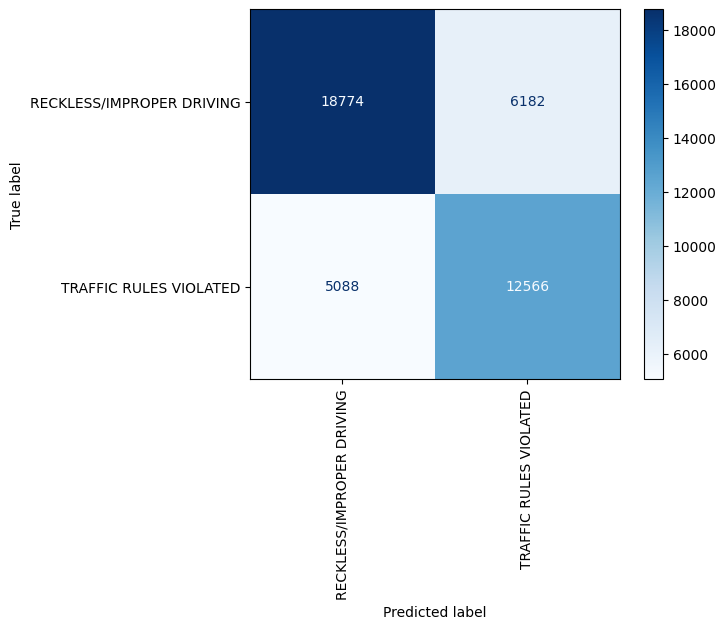 RECKLESS/IMPROPER DRIVING
TRAFFIC RULES VIOLATED
True label
18774
6182
5088
12566
18000
16000
14000
12000
10000
8000
6000
RECKLESS/IMPROPER DRIVING
TRAFFIC RULES VIOLATED
Predicted label